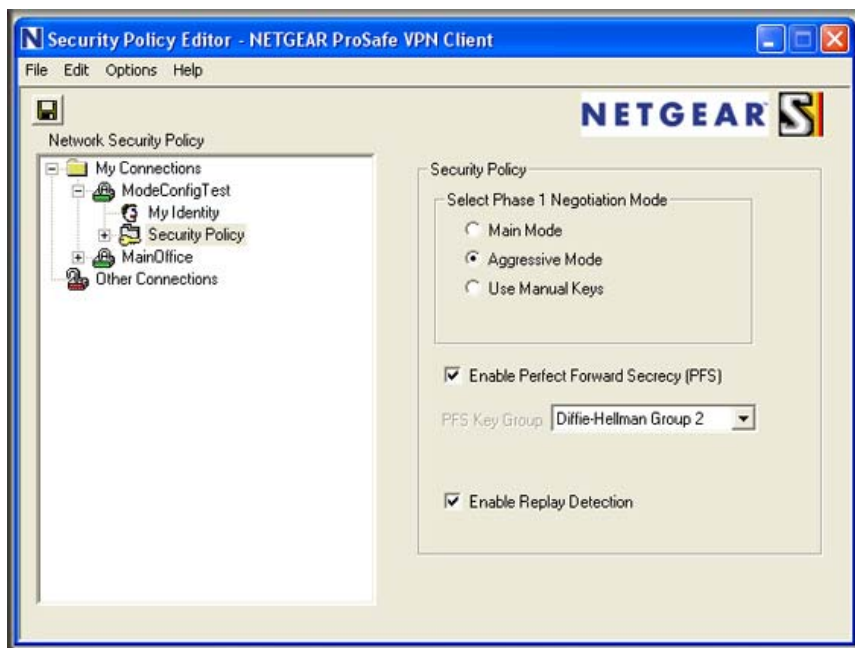 Security Policy Editor - NETGEAR ProSafe VPN Client
File Edit Options Help
NETGEAR
Network Security Policy
My Connections
ModeConfigTest
My Identity
Security Policy
MainOffice
Other Connections
Security Policy
Select Phase 1 Negotiation Mode
Main Mode
Aggressive Mode
Use Manual Keys
Enable Perfect Forward Secrecy (PFS)
PFS Key Group Diffie-Hellman Group 2
Enable Replay Detection